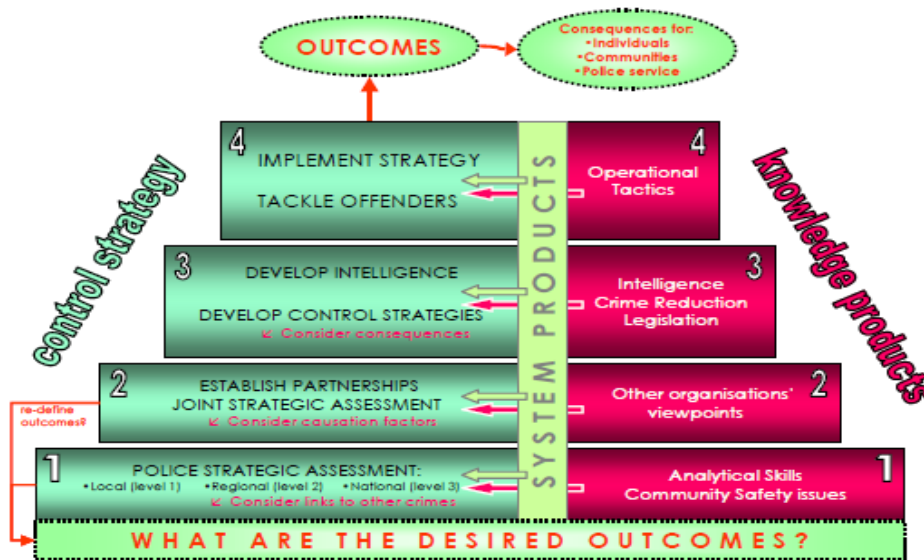 OUTCOMES
Consequences for:
•Individuals
•Communities
•Police service
control strategy
knowledge products
SYSTEM PRODUCTS
4
IMPLEMENT STRATEGY
TACKLE OFFENDERS
4
Operational
Tactics
3
DEVELOP INTELLIGENCE
DEVELOP CONTROL STRATEGIES
↙ Consider consequences
3
Intelligence
Crime Reduction
Legislation
re-define
outcomes?
2
ESTABLISH PARTNERSHIPS
JOINT STRATEGIC ASSESSMENT
↙ Consider causation factors
2
Other organisations'
viewpoints
1
POLICE STRATEGIC ASSESSMENT:
•Local (level 1) •Regional (level 2) •National (level 3)
↙ Consider links to other crimes
1
Analytical Skills
Community Safety issues
WHAT ARE THE DESIRED OUTCOMES?